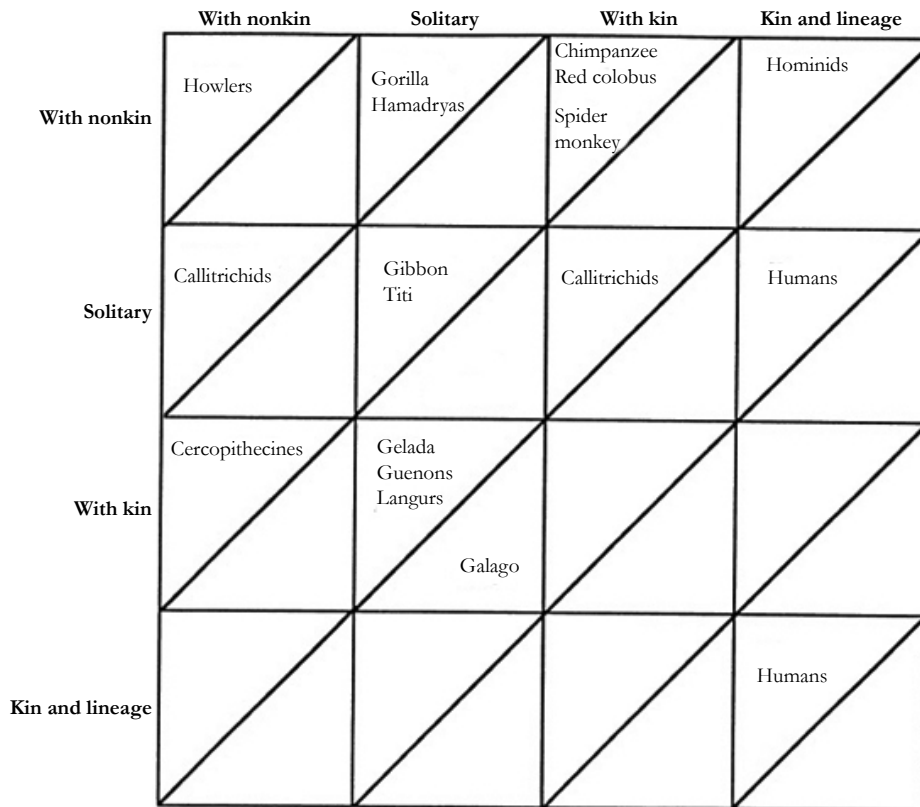 With nonkin
Solitary
With kin
Kin and lineage
With nonkin
Howlers
Gorilla
Hamadryas
Chimpanzee
Red colobus
Spider
monkey
Hominids
Solitary
Callitrichids
Gibbon
Titi
Callitrichids
Humans
With kin
Cercopithecines
Gelada
Guenons
Langurs
Galago
Kin and lineage
Humans